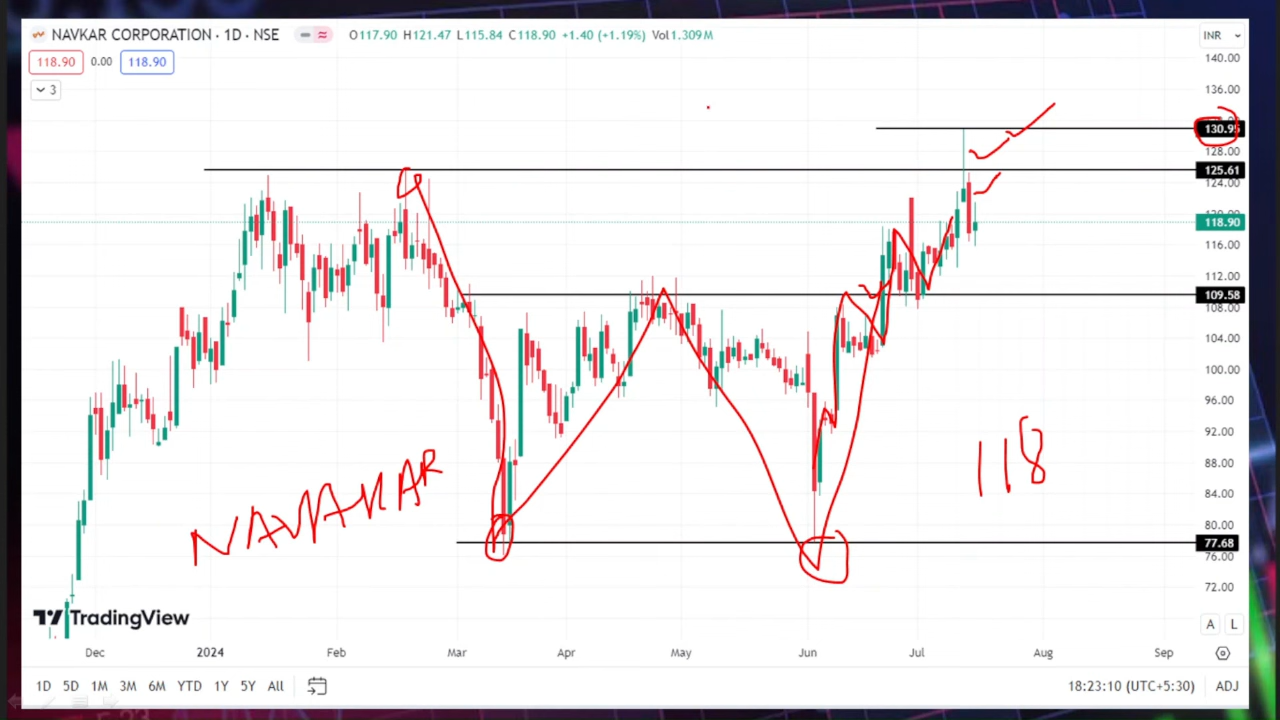 NAVKAR CORPORATION · 1D · NSE
O117.90 H121.47 L115.84 C118.90 +1.40 (+1.19%) Vol1.309M
INR
118.90 0.00 118.90
3
140.00
136.00
130.95
128.00
125.61
124.00
118.90
116.00
112.00
109.58
108.00
104.00
100.00
96.00
92.00
88.00
84.00
80.00
77.68
76.00
72.00
NAVAKAR
118
TradingView
A L
Dec 2024 Feb Mar Apr May Jun Jul Aug Sep
1D 5D 1M 3M 6M YTD 1Y 5Y All
18:23:10 (UTC+5:30) ADJ